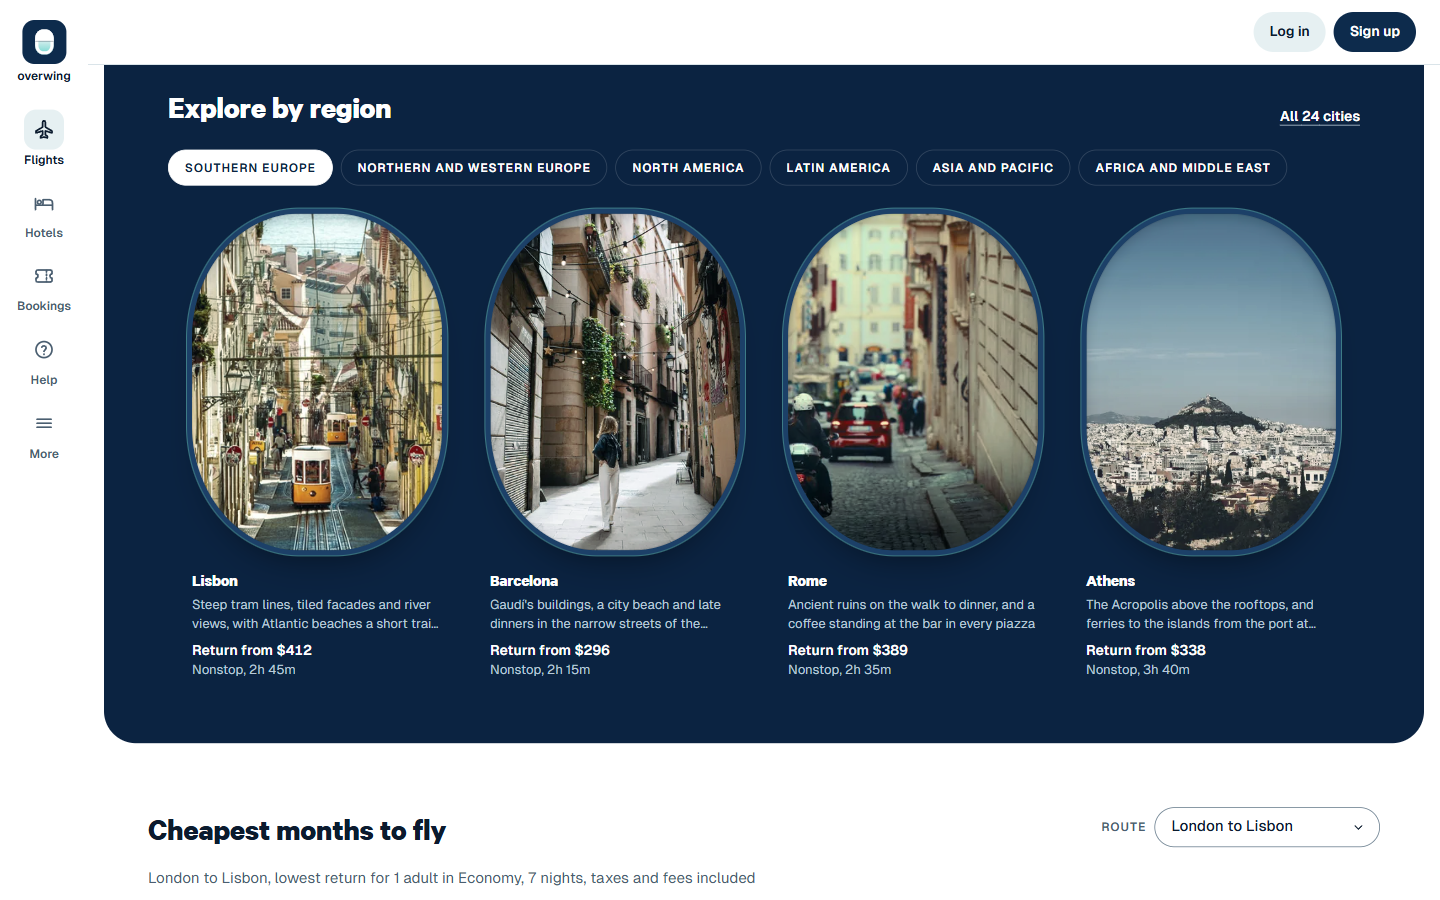 Log in
Sign up
overwing
Flights
Hotels
Bookings
Help
More
Explore by region
All 24 cities
SOUTHERN EUROPE
NORTHERN AND WESTERN EUROPE
NORTH AMERICA
LATIN AMERICA
ASIA AND PACIFIC
AFRICA AND MIDDLE EAST
Lisbon
Steep tram lines, tiled facades and river
views, with Atlantic beaches a short trai...
Return from $412
Nonstop, 2h 45m
Barcelona
Gaudí's buildings, a city beach and late
dinners in the narrow streets of the...
Return from $296
Nonstop, 2h 15m
Rome
Ancient ruins on the walk to dinner, and a
coffee standing at the bar in every piazza
Return from $389
Nonstop, 2h 35m
Athens
The Acropolis above the rooftops, and
ferries to the islands from the port at...
Return from $338
Nonstop, 3h 40m
Cheapest months to fly
ROUTE
London to Lisbon
London to Lisbon, lowest return for 1 adult in Economy, 7 nights, taxes and fees included